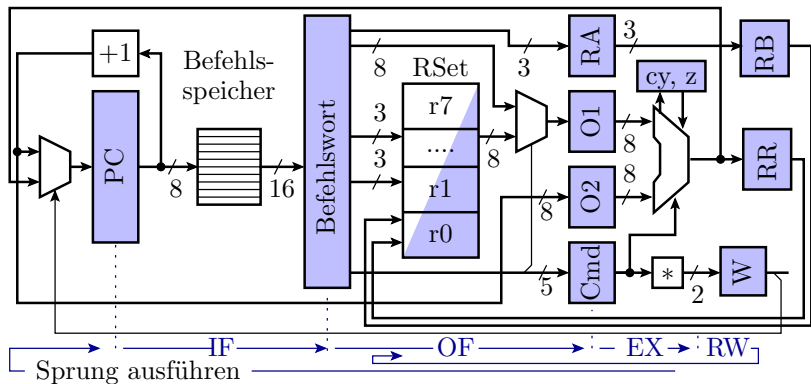 +1
Befehls-
speicher
PC
8
16
Befehlswort
8
3
3
RSet
r7
....
r1
r0
8
3
8
5
RA
O1
O2
Cmd
3
8
8
cy, z
*
2
RB
RR
W
IF
OF
EX
RW
Sprung ausführen